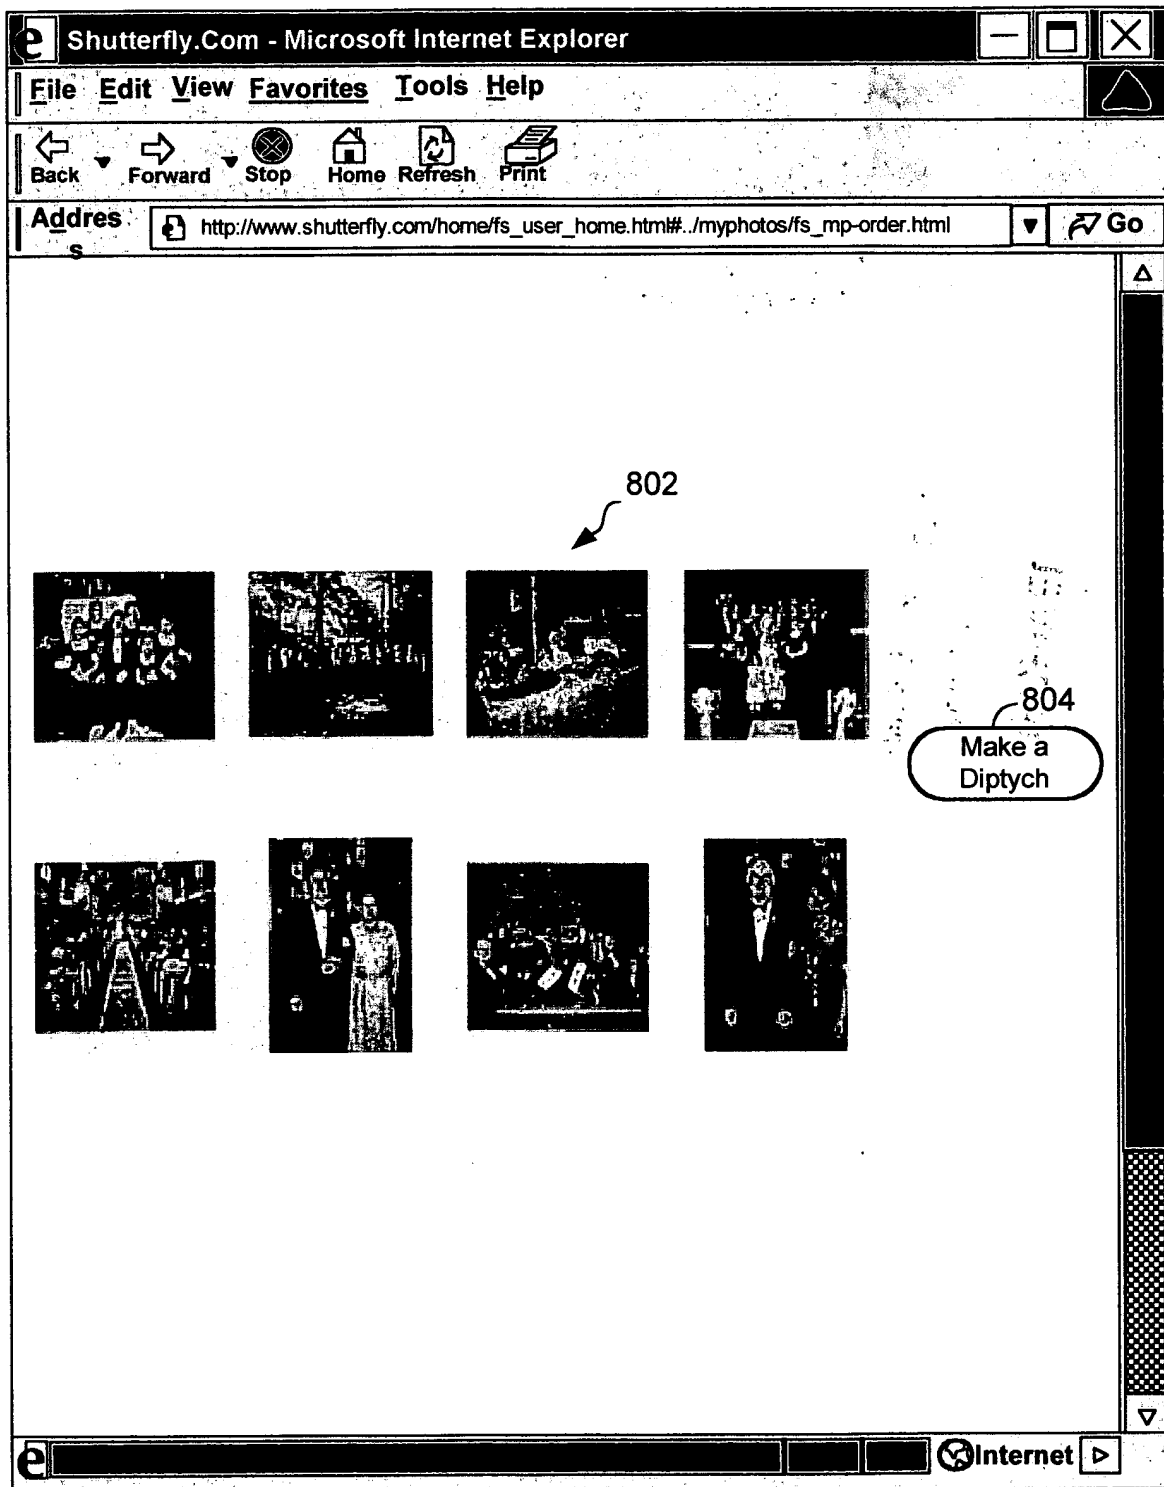 Shutterfly.Com - Microsoft Internet Explorer
File Edit View Favorites Tools Help
Back Forward Stop Home Refresh Print
Addres
s
http://www.shutterfly.com/home/fs_user_home.html#../myphotos/fs_mp-order.html
Go
802
804
Make a
Diptych
Internet